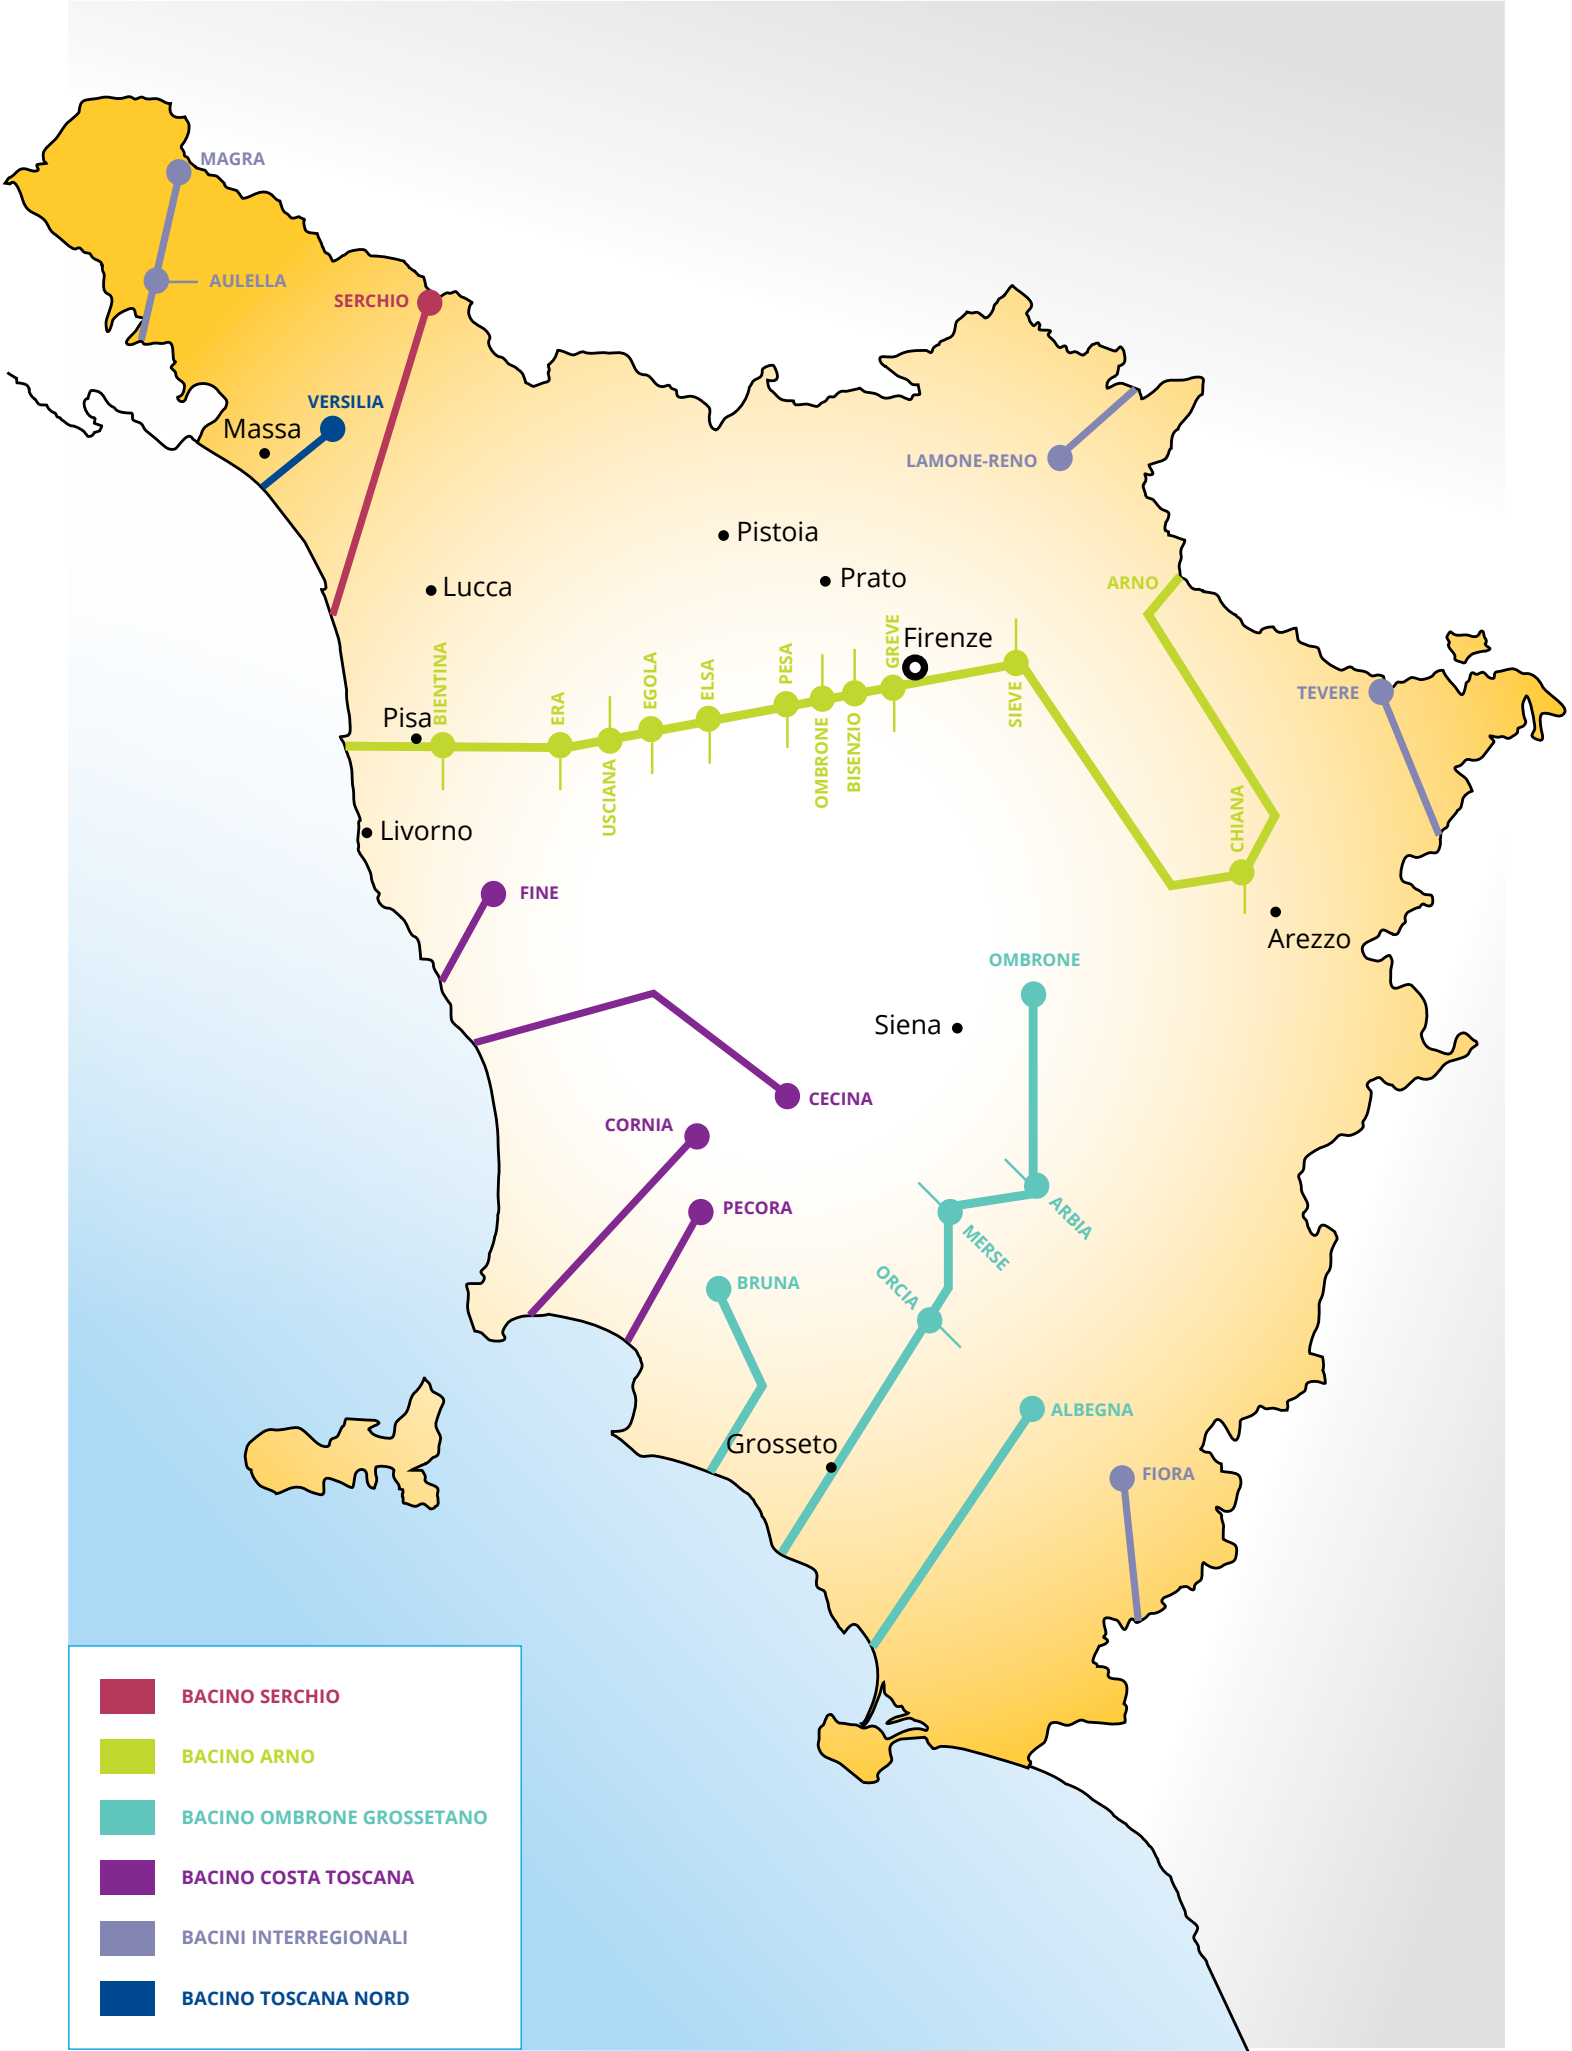 MAGRA
AULELLA
SERCHIO
VERSILIA
Massa
LAMONE-RENO
Pistoia
Prato
Lucca
ARNO
Firenze
GREVE
BIENTINA
EGOLA
ELSA
PESA
ERA
SIEVE
TEVERE
Pisa
OMBRONE
BISENZIO
USCIANA
CHIANA
Livorno
FINE
Arezzo
OMBRONE
Siena
CECINA
CORNIA
PECORA
ARBIA
MERSE
ORCIA
BRUNA
ALBEGNA
Grosseto
FIORA
BACINO SERCHIO
BACINO ARNO
BACINO OMBRONE GROSSETANO
BACINO COSTA TOSCANA
BACINI INTERREGIONALI
BACINO TOSCANA NORD